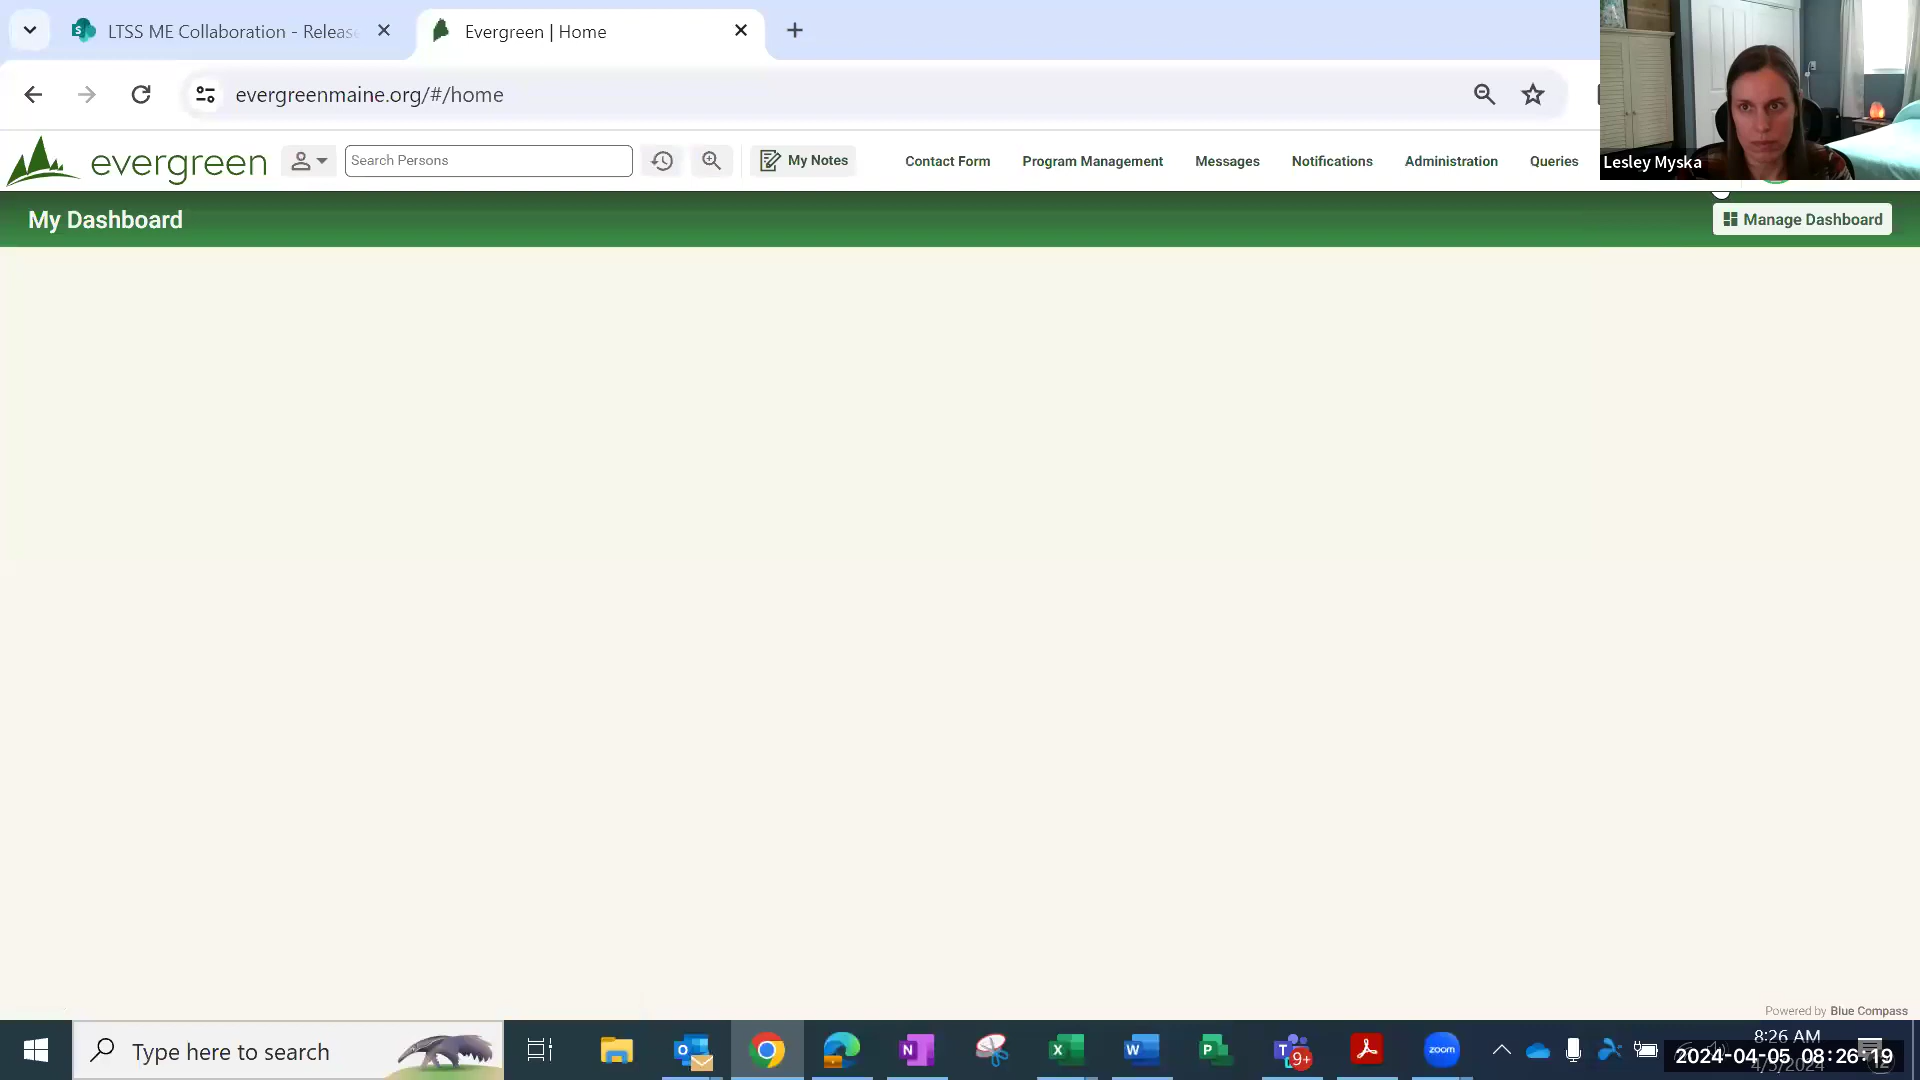 LTSS ME Collaboration - Releas
Evergreen | Home
evergreenmaine.org/#/home
evergreen
Search Persons
My Notes
Contact Form
Program Management
Messages
Notifications
Administration
Queries
Lesley Myska
My Dashboard
Manage Dashboard
Powered by Blue Compass
Type here to search
9+
zoom
8:26 AM
2024-04-05 08:26:19
12